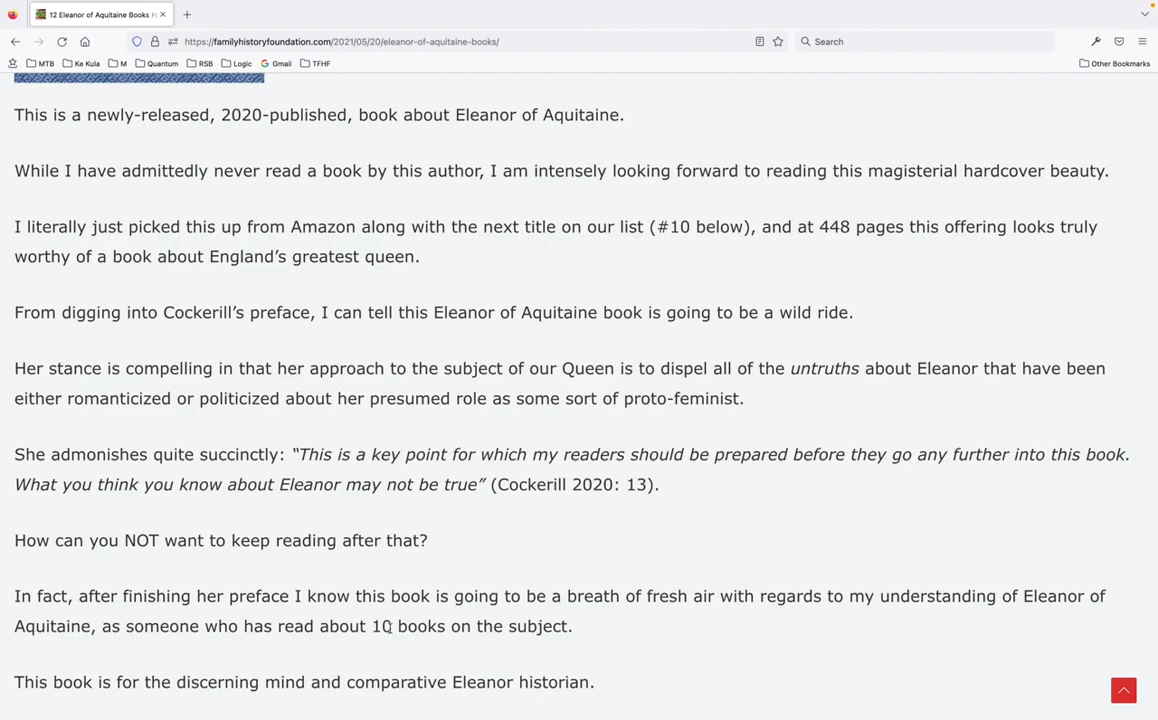 12 Eleanor of Aquitaine Books H
https://familyhistoryfoundation.com/2021/05/20/eleanor-of-aquitaine-books/
Search
MTB Ke Kula M Quantum RSB Logic Gmail TFHF Other Bookmarks
This is a newly-released, 2020-published, book about Eleanor of Aquitaine.
While I have admittedly never read a book by this author, I am intensely looking forward to reading this magisterial hardcover beauty.
I literally just picked this up from Amazon along with the next title on our list (#10 below), and at 448 pages this offering looks truly
worthy of a book about England’s greatest queen.
From digging into Cockerill’s preface, I can tell this Eleanor of Aquitaine book is going to be a wild ride.
Her stance is compelling in that her approach to the subject of our Queen is to dispel all of the untruths about Eleanor that have been
either romanticized or politicized about her presumed role as some sort of proto-feminist.
She admonishes quite succinctly: “This is a key point for which my readers should be prepared before they go any further into this book.
What you think you know about Eleanor may not be true” (Cockerill 2020: 13).
How can you NOT want to keep reading after that?
In fact, after finishing her preface I know this book is going to be a breath of fresh air with regards to my understanding of Eleanor of
Aquitaine, as someone who has read about 10 books on the subject.
This book is for the discerning mind and comparative Eleanor historian.